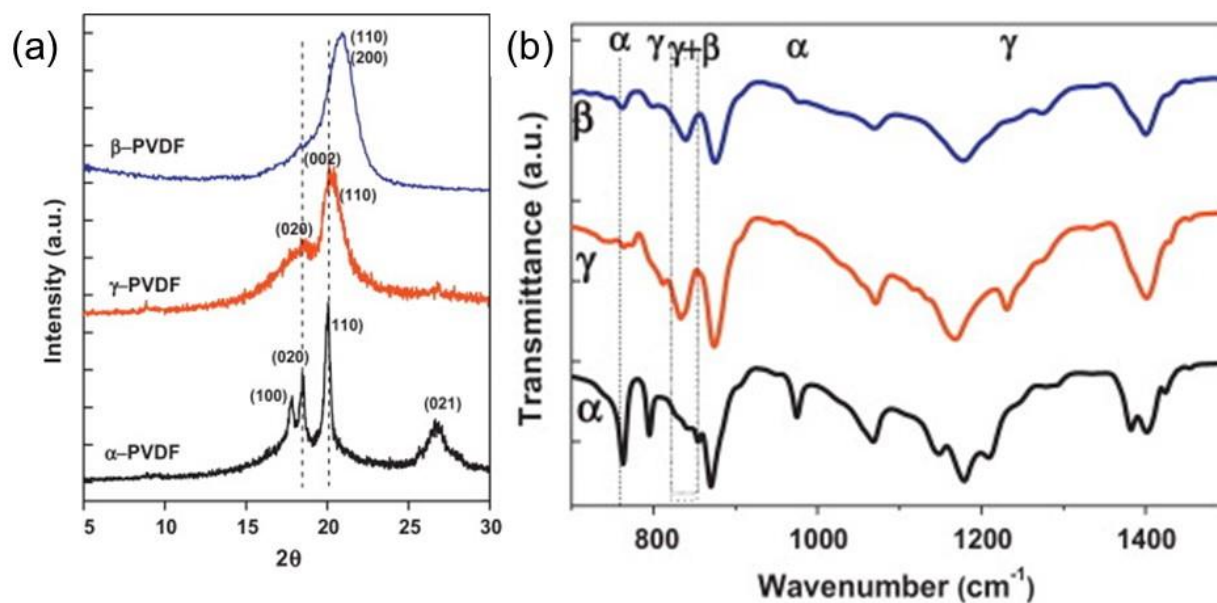 (a)
(110)
(200)
β–PVDF
(002)
(110)
(020)
γ–PVDF
(110)
(020)
(100)
(021)
α–PVDF
Intensity (a.u.)
5 10 15 20 25 30
2θ
(b)
α γ γ+β α γ
β
γ
α
Transmittance (a.u.)
800 1000 1200 1400
Wavenumber (cm⁻¹)